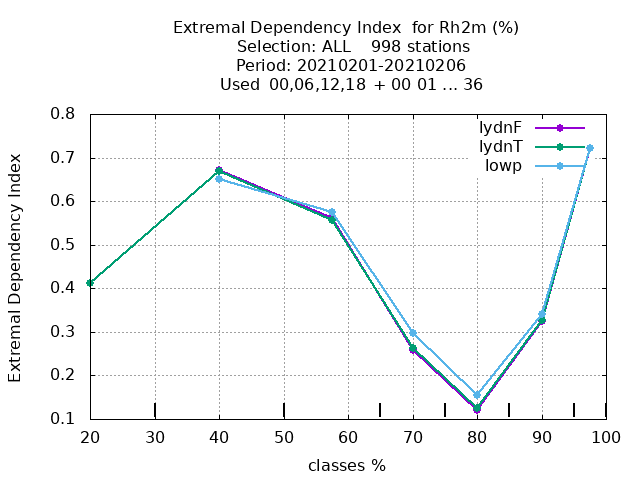 Extremal Dependency Index  for Rh2m (%)
Selection: ALL    998 stations
Period: 20210201-20210206
Used  00,06,12,18  + 00 01 ... 36
lydnF
lydnT
lowp
Extremal Dependency Index
0.8
0.7
0.6
0.5
0.4
0.3
0.2
0.1
20 30 40 50 60 70 80 90 100
classes %